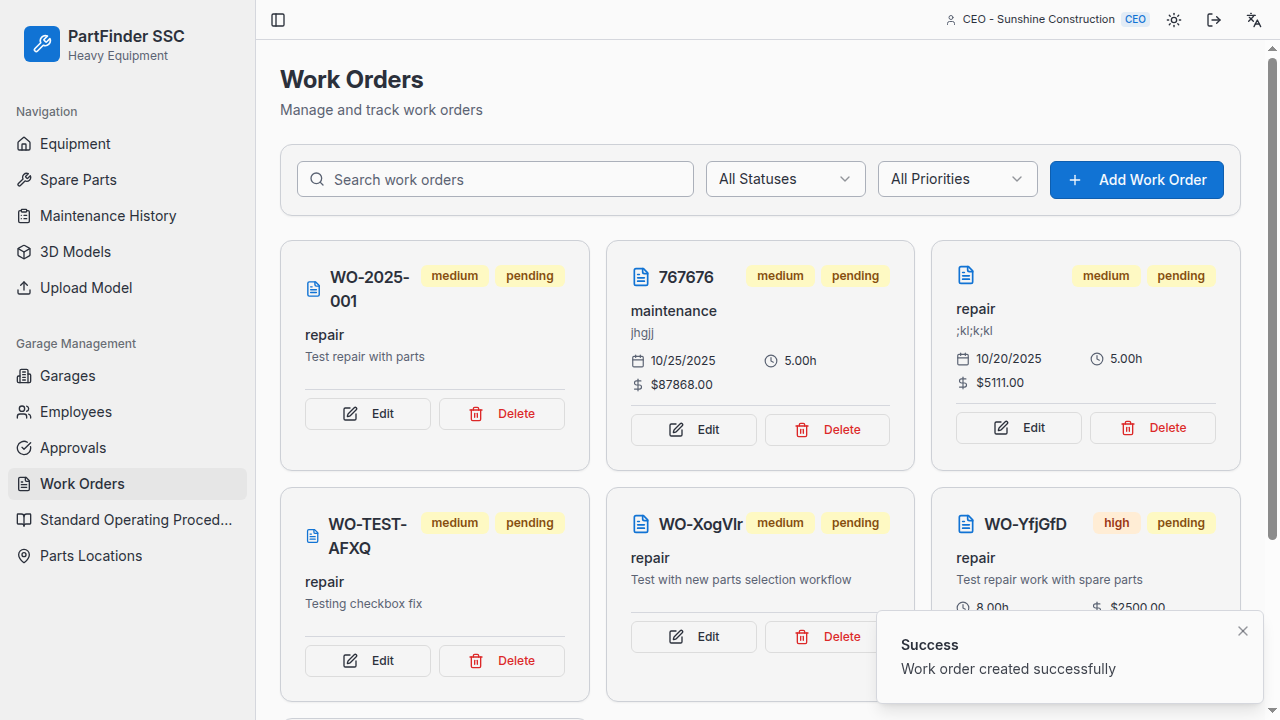 PartFinder SSC
Heavy Equipment
Navigation
Equipment
Spare Parts
Maintenance History
3D Models
Upload Model
Garage Management
Garages
Employees
Approvals
Work Orders
Standard Operating Proced...
Parts Locations
CEO - Sunshine Construction CEO
Work Orders
Manage and track work orders
Search work orders
All Statuses
All Priorities
Add Work Order
WO-2025-
001
medium
pending
repair
Test repair with parts
Edit
Delete
767676
medium
pending
maintenance
jhgjj
10/25/2025
5.00h
$87868.00
Edit
Delete
medium
pending
repair
;kl;k;kl
10/20/2025
5.00h
$5111.00
Edit
Delete
WO-TEST-
AFXQ
medium
pending
repair
Testing checkbox fix
Edit
Delete
WO-XogVIr
medium
pending
repair
Test with new parts selection workflow
Edit
Delete
WO-YfjGfD
high
pending
repair
Test repair work with spare parts
8.00h
$2500.00
Success
Work order created successfully